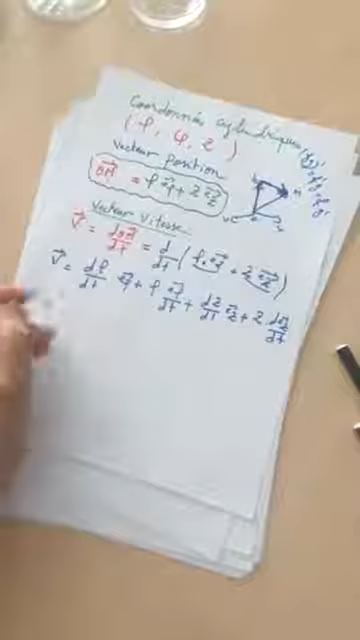 Coordonnées cylindriques
(ρ, φ, z)
Vecteur Position
OM⃗ = ρ e⃗ρ + z e⃗z
Vecteur Vitesse
V⃗ = dOM⃗/dt = d/dt (ρ e⃗ρ + z e⃗z)
V⃗ = dρ/dt e⃗ρ + ρ de⃗ρ/dt + dz/dt e⃗z + z de⃗z/dt